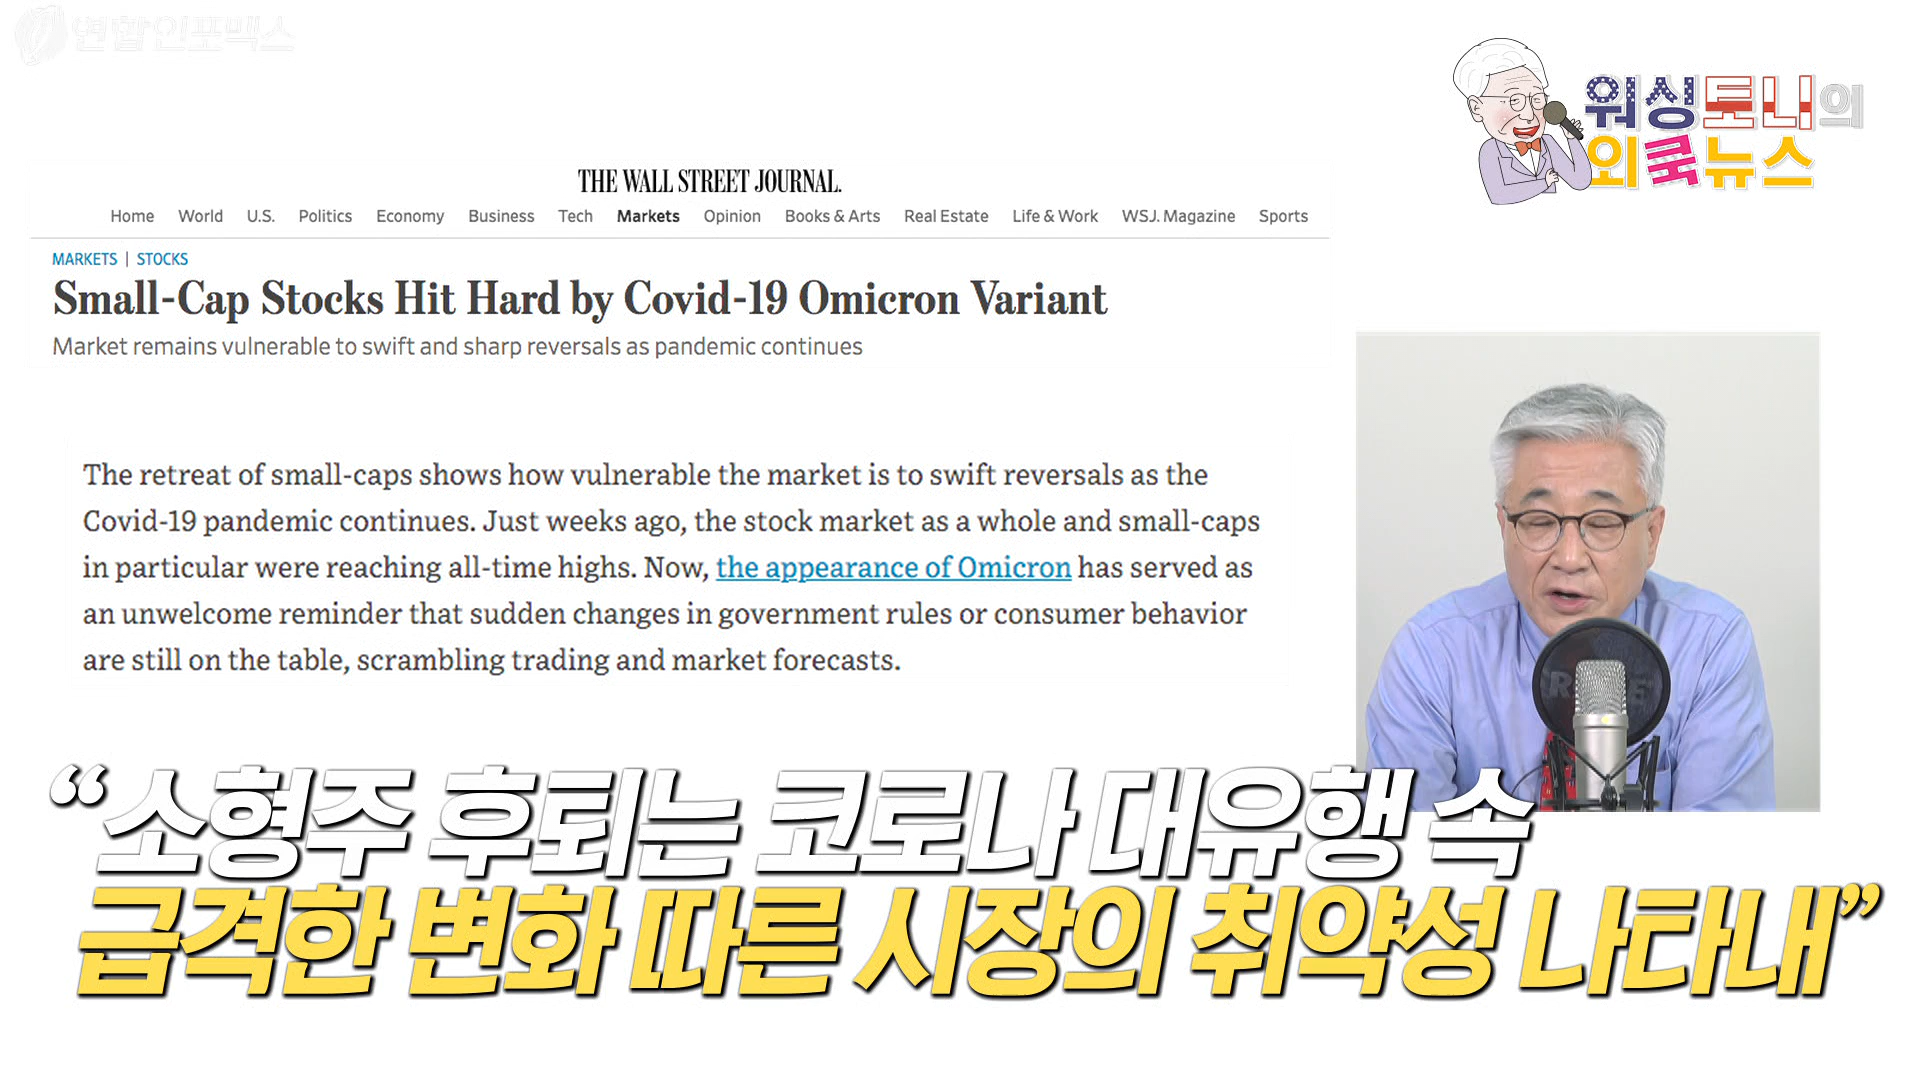 연합인포맥스
워싱토니의
외쿡뉴스
THE WALL STREET JOURNAL.
Home World U.S. Politics Economy Business Tech Markets Opinion Books & Arts Real Estate Life & Work WSJ. Magazine Sports
MARKETS | STOCKS
Small-Cap Stocks Hit Hard by Covid-19 Omicron Variant
Market remains vulnerable to swift and sharp reversals as pandemic continues
The retreat of small-caps shows how vulnerable the market is to swift reversals as the
Covid-19 pandemic continues. Just weeks ago, the stock market as a whole and small-caps
in particular were reaching all-time highs. Now, the appearance of Omicron has served as
an unwelcome reminder that sudden changes in government rules or consumer behavior
are still on the table, scrambling trading and market forecasts.
“소형주 후퇴는 코로나 대유행 속
급격한 변화 따른 시장의 취약성 나타내”